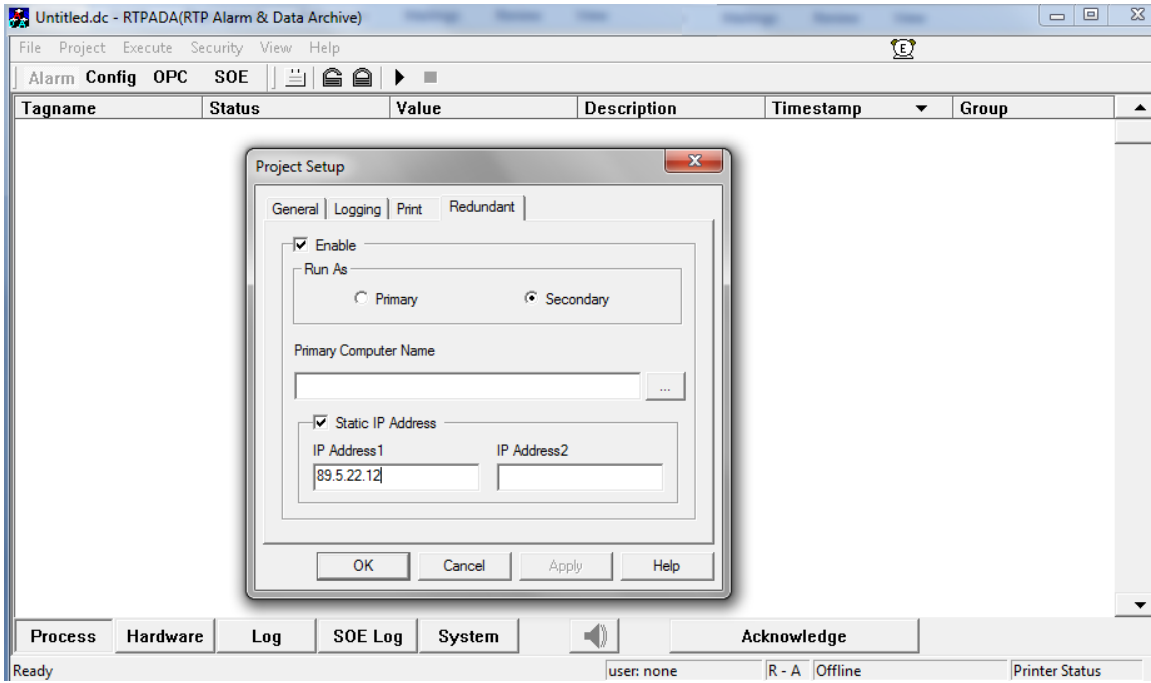 Untitled.dc - RTPADA(RTP Alarm & Data Archive)
File Project Execute Security View Help
E
Alarm Config OPC SOE
Tagname Status Value Description Timestamp Group
Project Setup
General Logging Print Redundant
Enable
Run As
Primary Secondary
Primary Computer Name
...
Static IP Address
IP Address1 IP Address2
89.5.22.12
OK Cancel Apply Help
Process Hardware Log SOE Log System Acknowledge
Ready user: none R - A Offline Printer Status